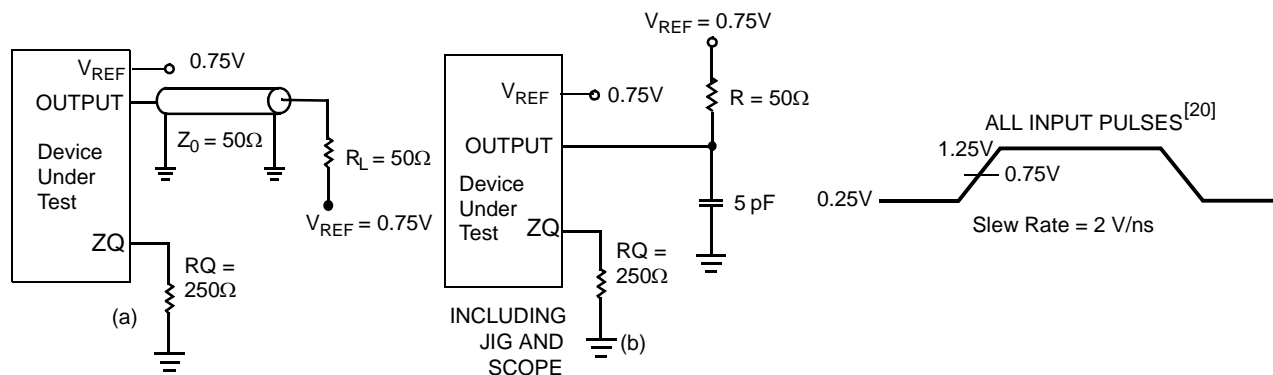 V_REF 0.75V
OUTPUT
Z_0 = 50Ω
Device
Under
Test
R_L = 50Ω
V_REF = 0.75V
ZQ
RQ =
250Ω
(a)
V_REF = 0.75V
V_REF 0.75V
R = 50Ω
OUTPUT
Device
Under
Test
5 pF
ZQ
RQ =
250Ω
INCLUDING
JIG AND
SCOPE
(b)
ALL INPUT PULSES[20]
1.25V
0.75V
0.25V
Slew Rate = 2 V/ns